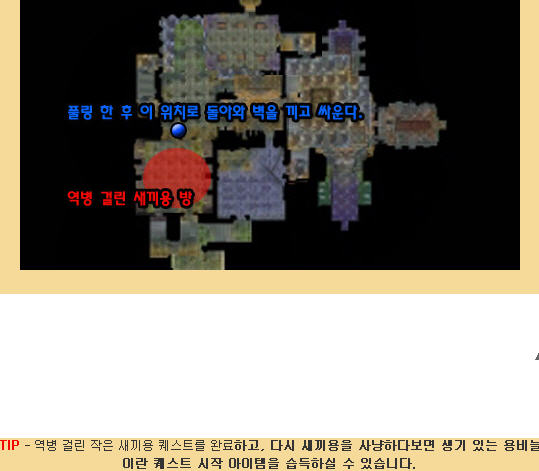 풀링 한 후 이 위치로 돌아와 벽을 끼고 싸운다.
역병 걸린 새끼용 방
TIP - 역병 걸린 작은 새끼용 퀘스트를 완료하고, 다시 새끼용을 사냥하다보면 생기 있는 용비늘
이란 퀘스트 시작 아이템을 습득하실 수 있습니다.